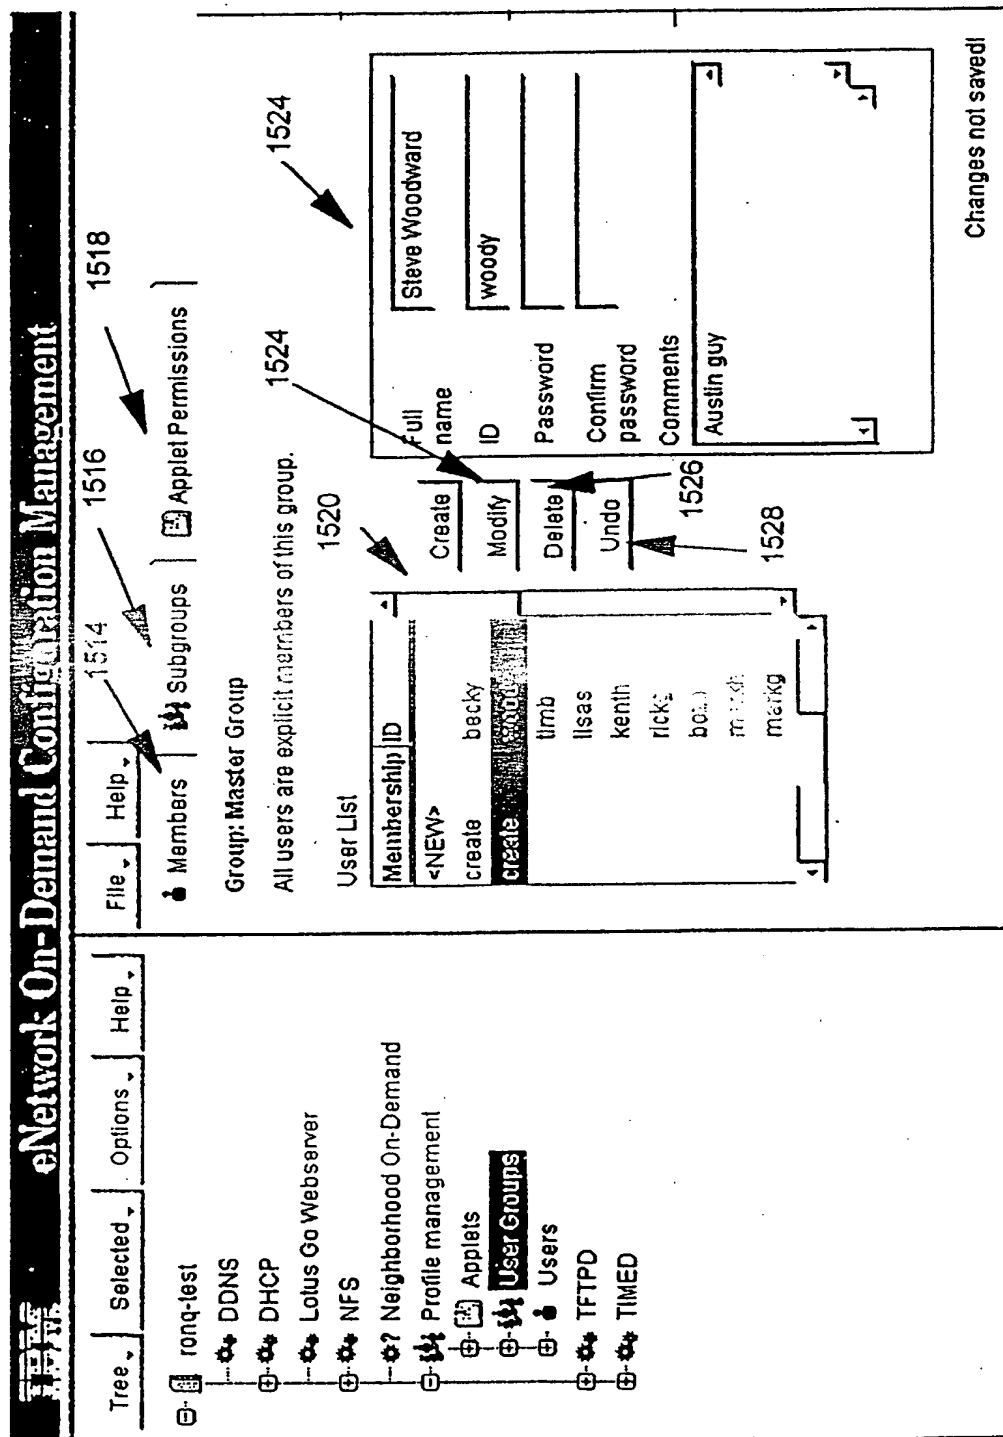 IBM eNetwork On-Demand Configuration Management
Tree Selected Options Help
ronq-test
DDNS
DHCP
Lotus Go Webserver
NFS
Neighborhood On-Demand
Profile management
Applets
User Groups
Users
TFTPD
TIMED
File Help
1514
1516
1518
Members Subgroups Applet Permissions
Group: Master Group
All users are explicit members of this group.
User List
1520
1524
1524
Membership ID
<NEW>
create becky
create
timb
lisas
kenth
markg
Create
Modify
Delete
Undo
1526
1528
Full name
Steve Woodward
ID
woody
Password
Confirm password
Comments
Austin guy
Changes not saved!